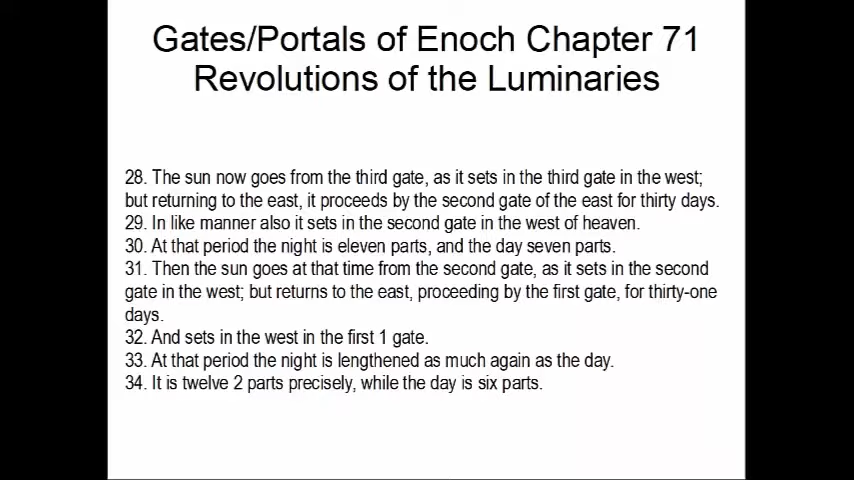 Gates/Portals of Enoch Chapter 71
Revolutions of the Luminaries
28. The sun now goes from the third gate, as it sets in the third gate in the west;
but returning to the east, it proceeds by the second gate of the east for thirty days.
29. In like manner also it sets in the second gate in the west of heaven.
30. At that period the night is eleven parts, and the day seven parts.
31. Then the sun goes at that time from the second gate, as it sets in the second
gate in the west; but returns to the east, proceeding by the first gate, for thirty-one
days.
32. And sets in the west in the first 1 gate.
33. At that period the night is lengthened as much again as the day.
34. It is twelve 2 parts precisely, while the day is six parts.